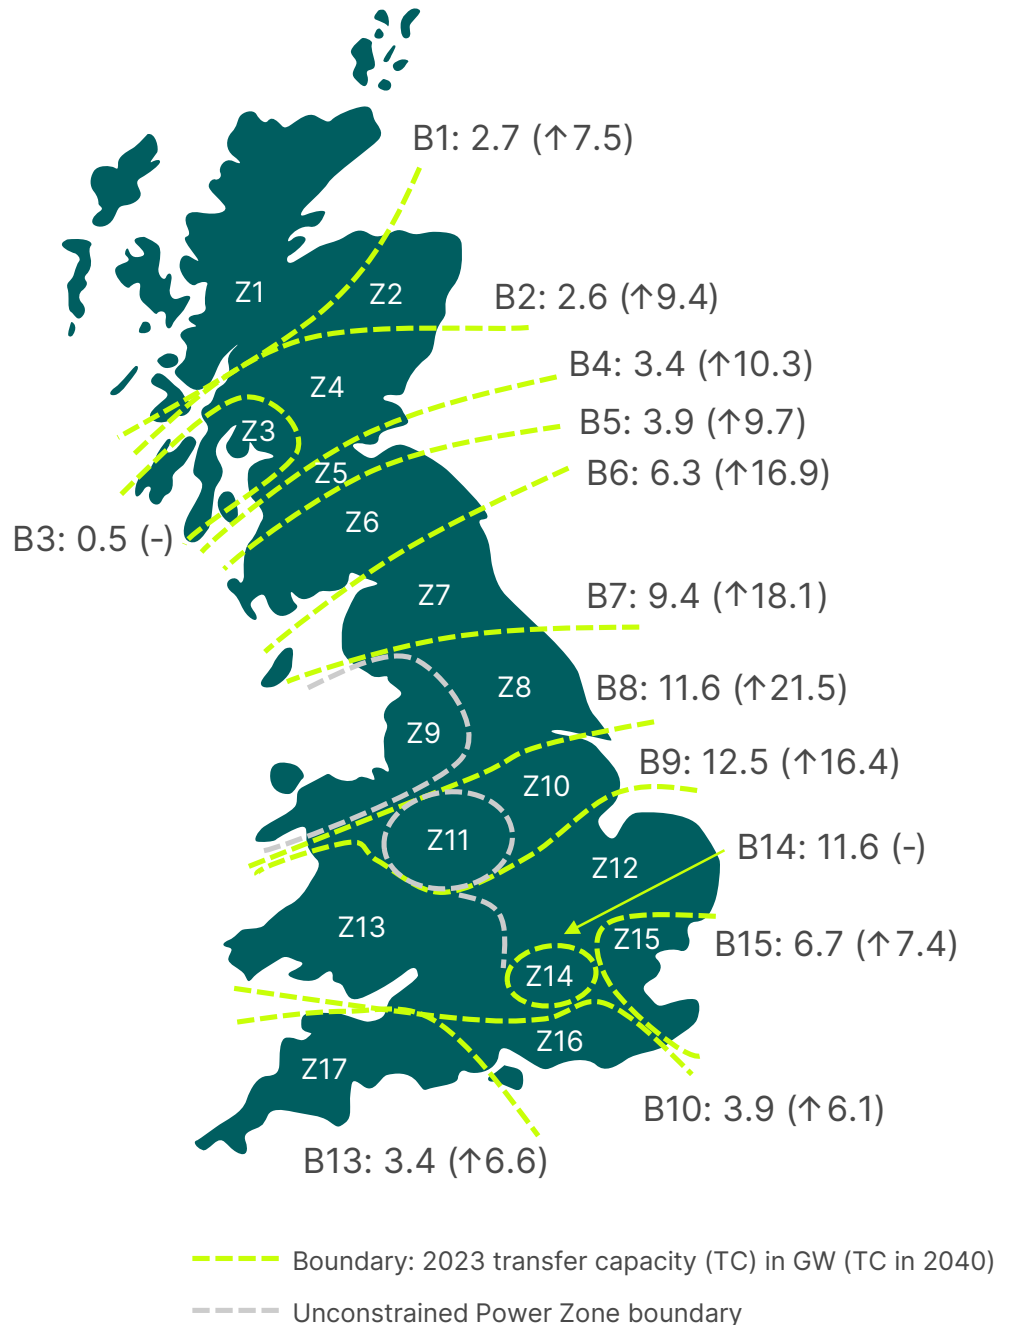 B1: 2.7 (↑7.5)
Z1
Z2
B2: 2.6 (↑9.4)
B4: 3.4 (↑10.3)
Z4
B5: 3.9 (↑9.7)
Z3
Z5
B6: 6.3 (↑16.9)
Z6
B3: 0.5 (-)
Z7
B7: 9.4 (↑18.1)
Z8
B8: 11.6 (↑21.5)
Z9
B9: 12.5 (↑16.4)
Z10
Z11
B14: 11.6 (-)
Z12
Z13
Z15
B15: 6.7 (↑7.4)
Z14
Z16
Z17
B10: 3.9 (↑6.1)
B13: 3.4 (↑6.6)
Boundary: 2023 transfer capacity (TC) in GW (TC in 2040)
Unconstrained Power Zone boundary